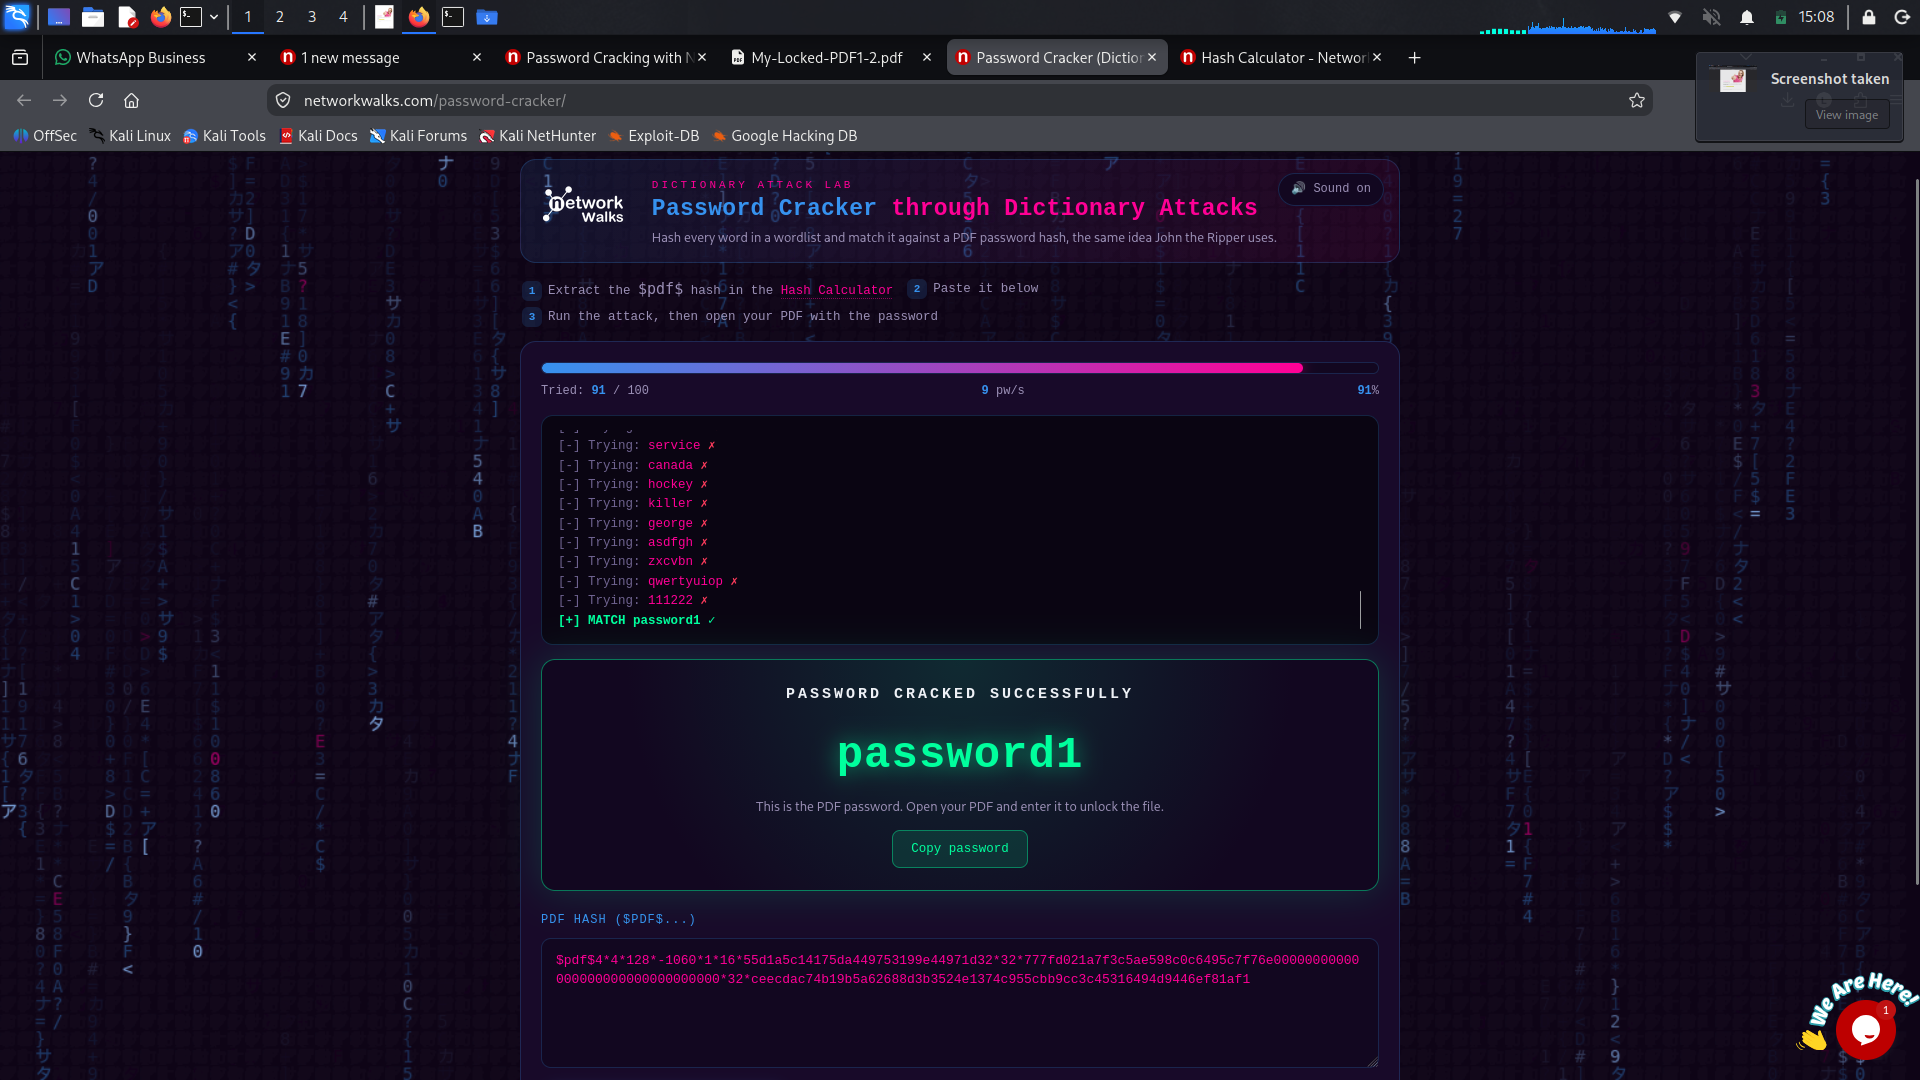 1
2
3
4
15:08
WhatsApp Business
1 new message
Password Cracking with N
My-Locked-PDF1-2.pdf
Password Cracker (Diction
Hash Calculator - Networ
Screenshot taken
View image
networkwalks.com/password-cracker/
OffSec
Kali Linux
Kali Tools
Kali Docs
Kali Forums
Kali NetHunter
Exploit-DB
Google Hacking DB
network
Walks
DICTIONARY ATTACK LAB
Sound on
Password Cracker through Dictionary Attacks
Hash every word in a wordlist and match it against a PDF password hash, the same idea John the Ripper uses.
1 Extract the $pdf$ hash in the Hash Calculator
2 Paste it below
3 Run the attack, then open your PDF with the password
Tried: 91 / 100
9 pw/s
91%
[-] Trying: service ✗
[-] Trying: canada ✗
[-] Trying: hockey ✗
[-] Trying: killer ✗
[-] Trying: george ✗
[-] Trying: asdfgh ✗
[-] Trying: zxcvbn ✗
[-] Trying: qwertyuiop ✗
[-] Trying: 111222 ✗
[+] MATCH password1 ✓
PASSWORD CRACKED SUCCESSFULLY
password1
This is the PDF password. Open your PDF and enter it to unlock the file.
Copy password
PDF HASH ($PDF$...)
$pdf$4*4*128*-1060*1*16*55d1a5c14175da449753199e44971d32*32*777fd021a7f3c5ae598c0c6495c7f76e00000000000
0000000000000000000000*32*ceecdac74b19b5a62688d3b3524e1374c955cbb9cc3c45316494d9446ef81af1
We Are Here!
1